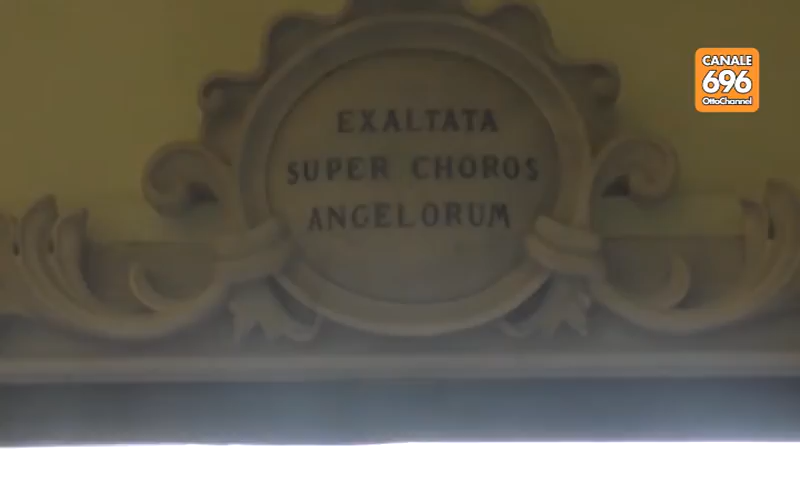 CANALE
696
OttoChannel
EXALTATA
SUPER CHOROS
ANGELORUM